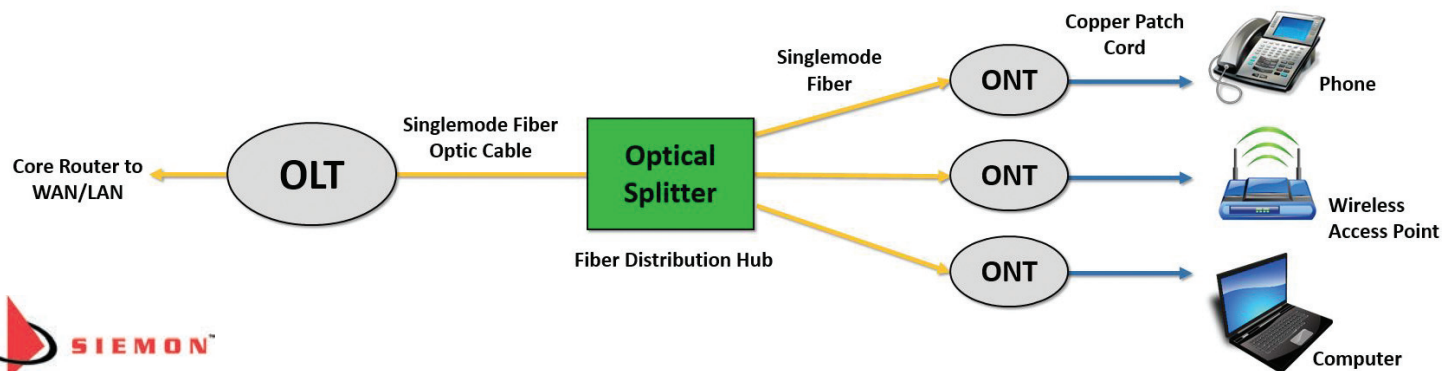 Core Router to
WAN/LAN
OLT
Singlemode Fiber
Optic Cable
Optical
Splitter
Fiber Distribution Hub
Singlemode
Fiber
ONT
ONT
ONT
Copper Patch
Cord
Phone
Wireless
Access Point
Computer
SIEMON™